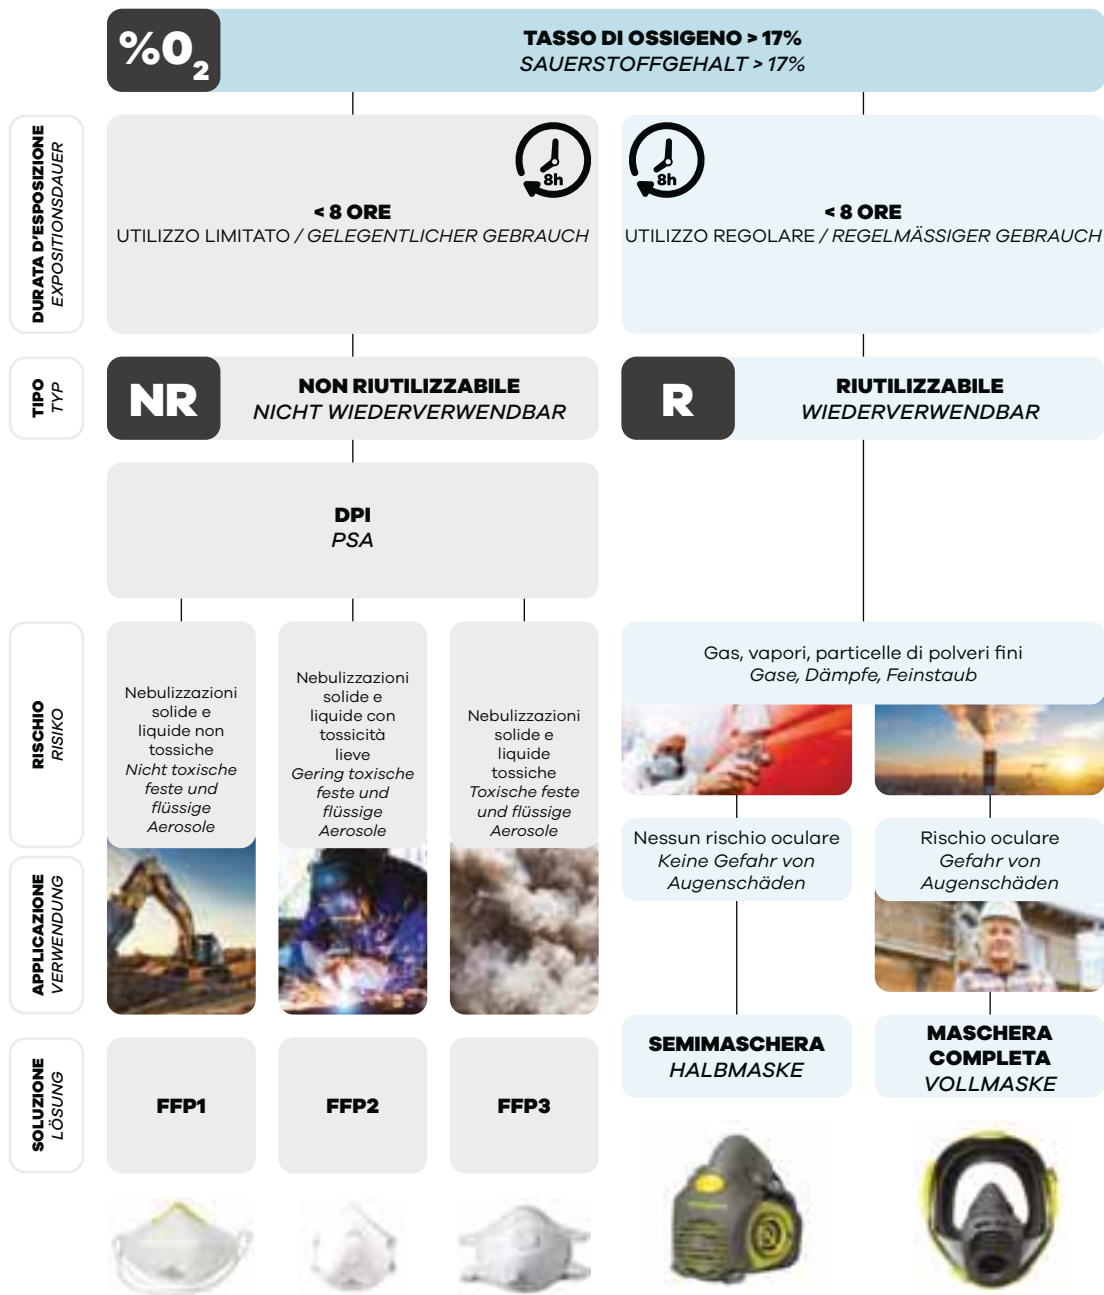 %O₂
TASSO DI OSSIGENO > 17%
SAUERSTOFFGEHALT > 17%
DURATA D'ESPOSIZIONE
EXPOSITIONSDAUER
8h
< 8 ORE
UTILIZZO LIMITATO / GELEGENTLICHER GEBRAUCH
8h
< 8 ORE
UTILIZZO REGOLARE / REGELMÄSSIGER GEBRAUCH
TIPO
TYP
NR
NON RIUTILIZZABILE
NICHT WIEDERVERWENDBAR
R
RIUTILIZZABILE
WIEDERVERWENDBAR
DPI
PSA
RISCHIO
RISIKO
Nebulizzazioni
solide e
liquide non
tossiche
Nicht toxische
feste und
flüssige
Aerosole
Nebulizzazioni
solide e
liquide con
tossicità
lieve
Gering toxische
feste und
flüssige
Aerosole
Nebulizzazioni
solide e
liquide
tossiche
Toxische feste
und flüssige
Aerosole
Gas, vapori, particelle di polveri fini
Gase, Dämpfe, Feinstaub
Nessun rischio oculare
Keine Gefahr von
Augenschäden
Rischio oculare
Gefahr von
Augenschäden
APPLICAZIONE
VERWENDUNG
SOLUZIONE
LÖSUNG
FFP1
FFP2
FFP3
SEMIMASCHERA
HALBMASKE
MASCHERA
COMPLETA
VOLLMASKE